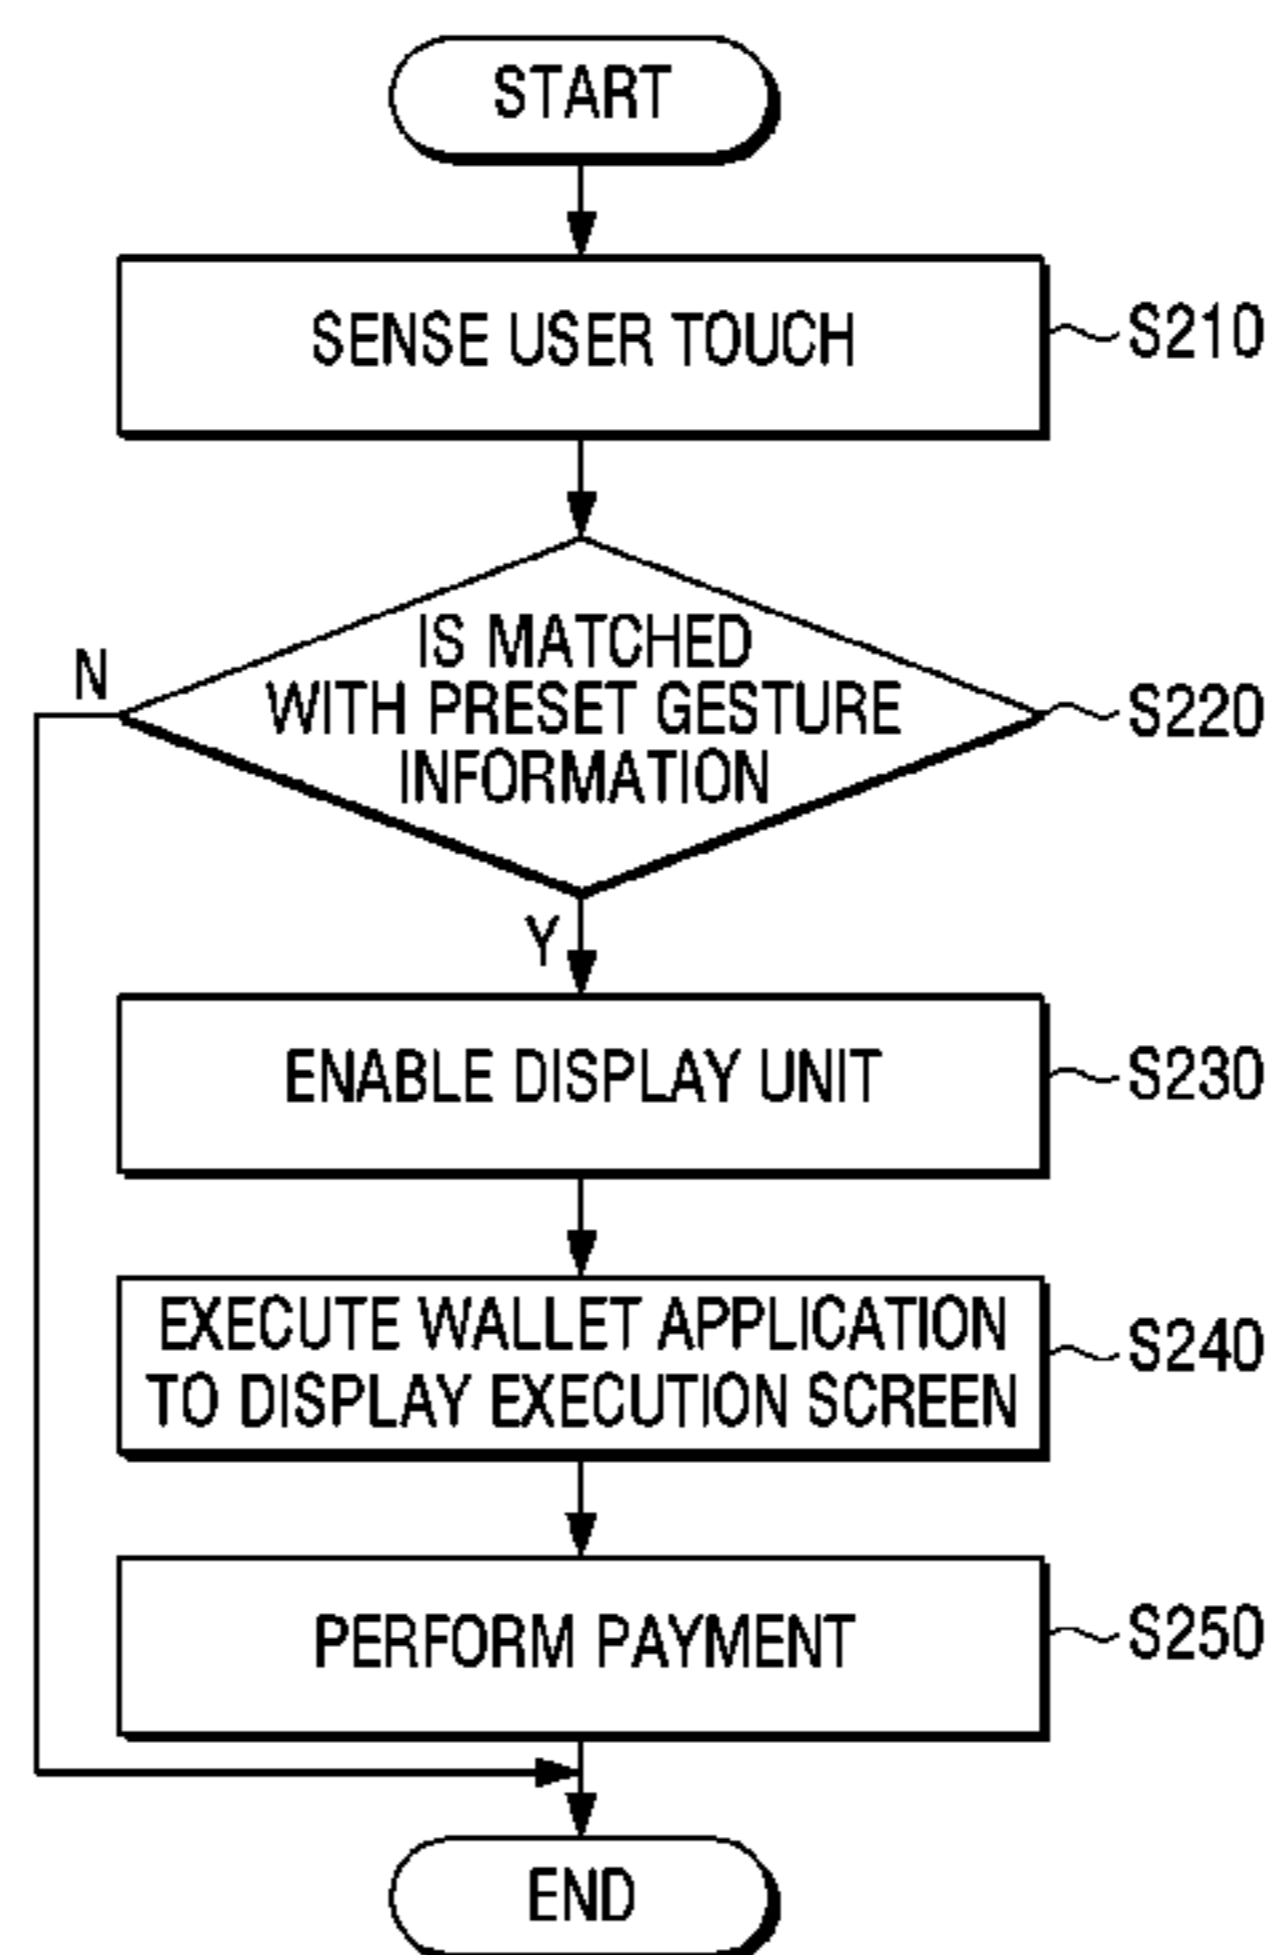 START
SENSE USER TOUCH
S210
IS MATCHED
WITH PRESET GESTURE
INFORMATION
N
S220
Y
ENABLE DISPLAY UNIT
S230
EXECUTE WALLET APPLICATION
TO DISPLAY EXECUTION SCREEN
S240
PERFORM PAYMENT
S250
END